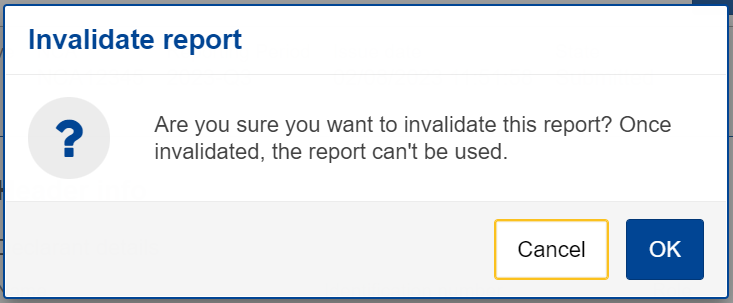 Invalidate report
?
Are you sure you want to invalidate this report? Once
invalidated, the report can't be used.
Cancel
OK